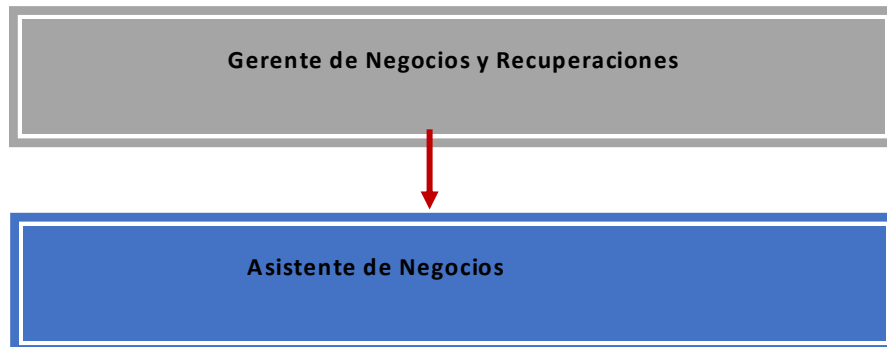 Gerente de Negocios y Recuperaciones
Asistente de Negocios